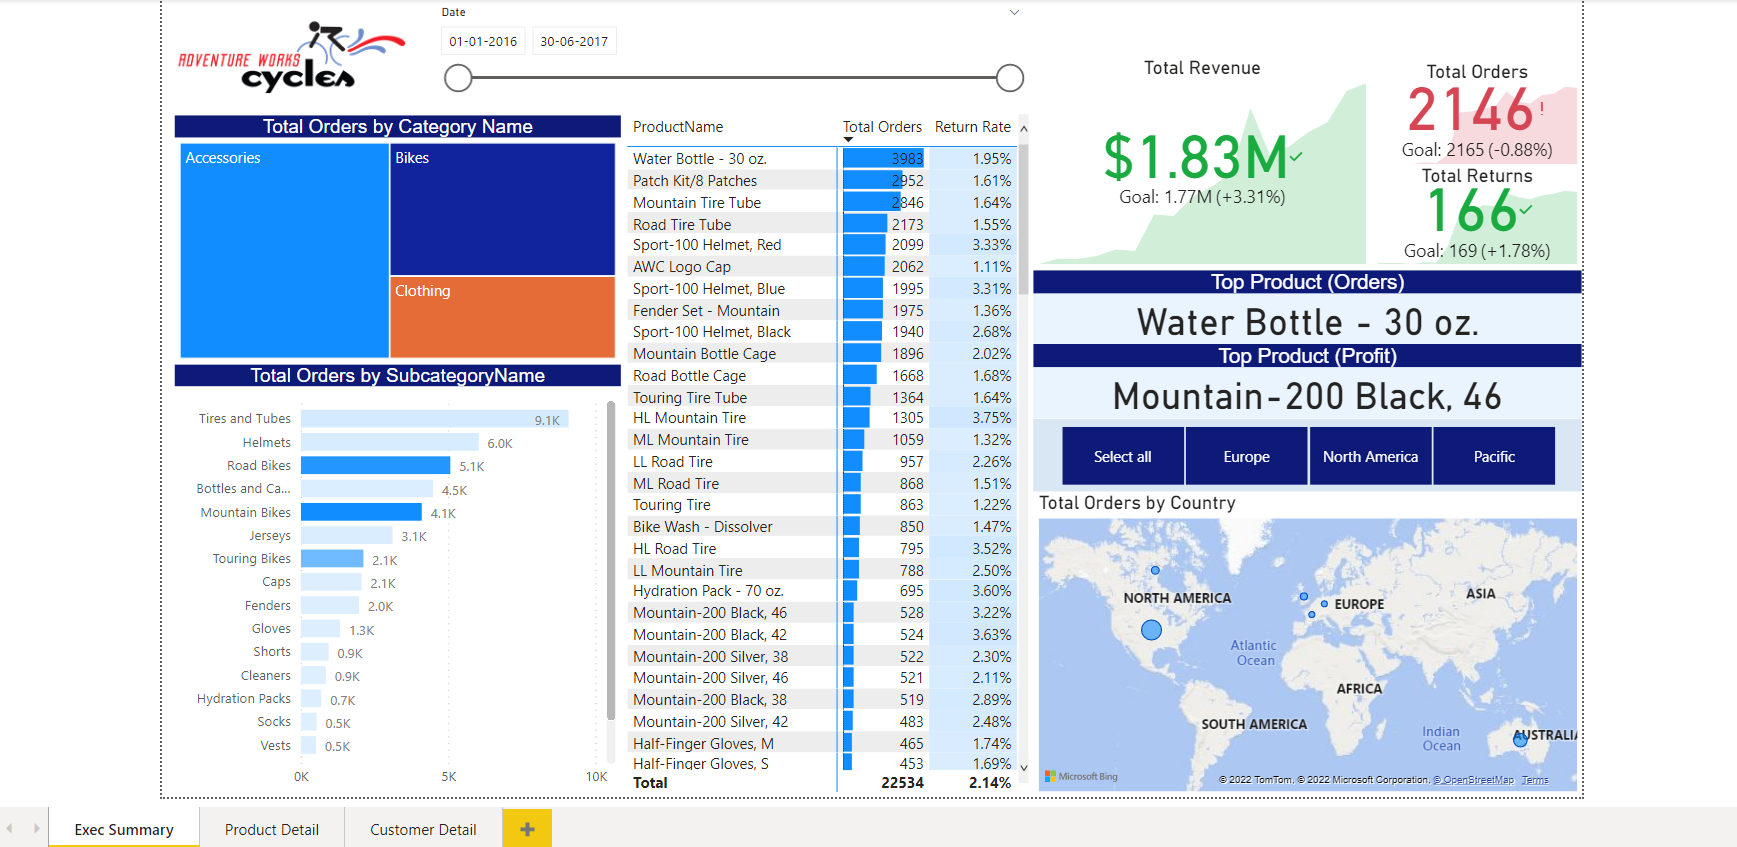 ADVENTURE WORKS
cycles
Date
01-01-2016 30-06-2017
Total Orders by Category Name
Accessories
Bikes
Clothing
Total Orders by SubcategoryName
Tires and Tubes 9.1K
Helmets 6.0K
Road Bikes 5.1K
Bottles and Ca... 4.5K
Mountain Bikes 4.1K
Jerseys 3.1K
Touring Bikes 2.1K
Caps 2.1K
Fenders 2.0K
Gloves 1.3K
Shorts 0.9K
Cleaners 0.9K
Hydration Packs 0.7K
Socks 0.5K
Vests 0.5K
0K 5K 10K
ProductName Total Orders Return Rate
Water Bottle - 30 oz. 3983 1.95%
Patch Kit/8 Patches 2952 1.61%
Mountain Tire Tube 2846 1.64%
Road Tire Tube 2173 1.55%
Sport-100 Helmet, Red 2099 3.33%
AWC Logo Cap 2062 1.11%
Sport-100 Helmet, Blue 1995 3.31%
Fender Set - Mountain 1975 1.36%
Sport-100 Helmet, Black 1940 2.68%
Mountain Bottle Cage 1896 2.02%
Road Bottle Cage 1668 1.68%
Touring Tire Tube 1364 1.64%
HL Mountain Tire 1305 3.75%
ML Mountain Tire 1059 1.32%
LL Road Tire 957 2.26%
ML Road Tire 868 1.51%
Touring Tire 863 1.22%
Bike Wash - Dissolver 850 1.47%
HL Road Tire 795 3.52%
LL Mountain Tire 788 2.50%
Hydration Pack - 70 oz. 695 3.60%
Mountain-200 Black, 46 528 3.22%
Mountain-200 Black, 42 524 3.63%
Mountain-200 Silver, 38 522 2.30%
Mountain-200 Silver, 46 521 2.11%
Mountain-200 Black, 38 519 2.89%
Mountain-200 Silver, 42 483 2.48%
Half-Finger Gloves, M 465 1.74%
Half-Finger Gloves, S 453 1.69%
Total 22534 2.14%
Total Revenue
$1.83M
Goal: 1.77M (+3.31%)
Total Orders
2146!
Goal: 2165 (-0.88%)
Total Returns
166
Goal: 169 (+1.78%)
Top Product (Orders)
Water Bottle - 30 oz.
Top Product (Profit)
Mountain-200 Black, 46
Select all Europe North America Pacific
Total Orders by Country
NORTH AMERICA
EUROPE
ASIA
Atlantic
Ocean
AFRICA
SOUTH AMERICA
Indian
Ocean
AUSTRALIA
Microsoft Bing
© 2022 TomTom, © 2022 Microsoft Corporation, © OpenStreetMap Terms
Exec Summary Product Detail Customer Detail +